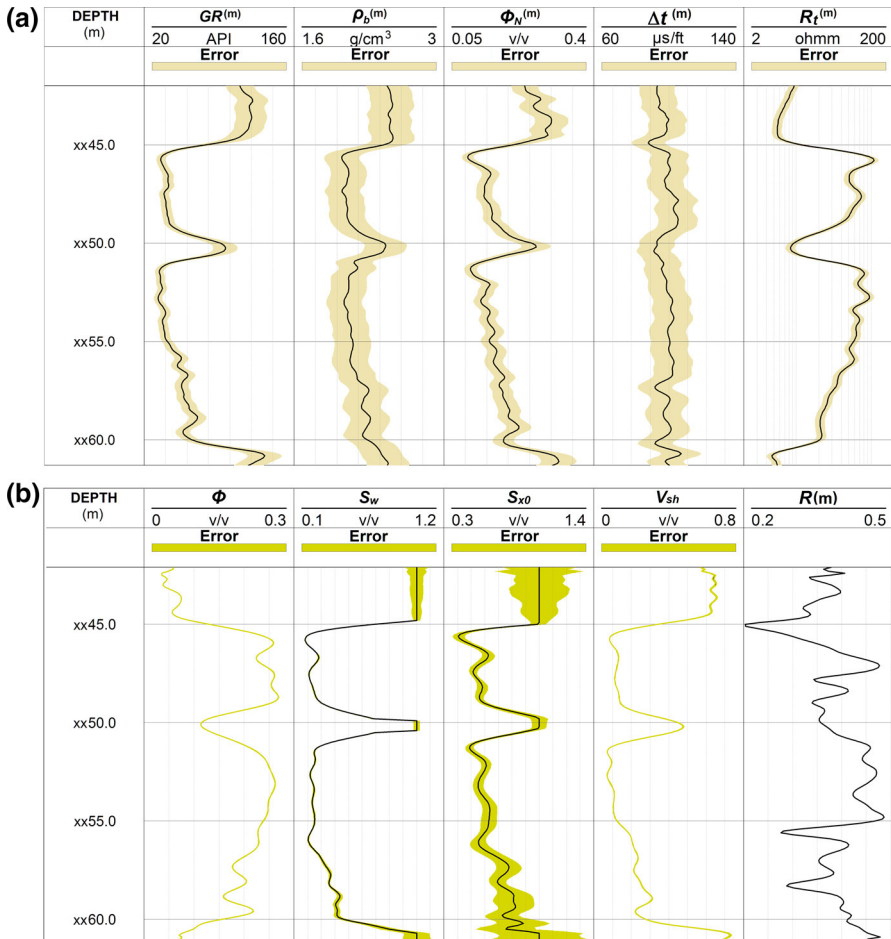 (a)
DEPTH GR(m) ρb(m) ΦN(m) Δt (m) Rt(m)
(m) 20 API 160 1.6 g/cm3 3 0.05 v/v 0.4 60 µs/ft 140 2 ohmm 200
Error Error Error Error Error
xx45.0
xx50.0
xx55.0
xx60.0
(b)
DEPTH Φ Sw Sx0 Vsh R(m)
(m) 0 v/v 0.3 0.1 v/v 1.2 0.3 v/v 1.4 0 v/v 0.8 0.2 0.5
Error Error Error Error
xx45.0
xx50.0
xx55.0
xx60.0